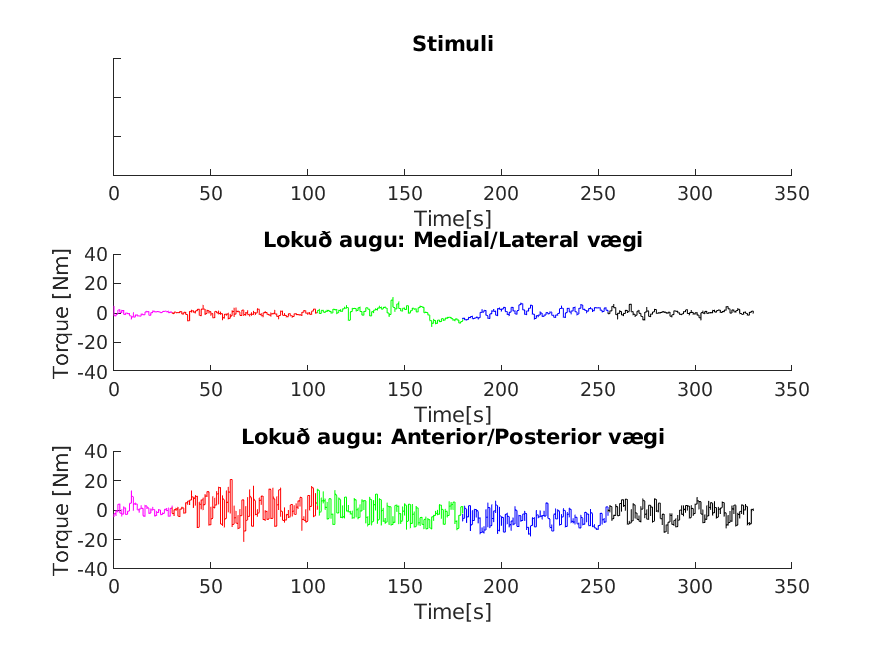 Stimuli
0 50 100 150 200 250 300 350
Time[s]
Lokuð augu: Medial/Lateral vægi
Torque [Nm]
40
20
0
-20
-40
0 50 100 150 200 250 300 350
Time[s]
Lokuð augu: Anterior/Posterior vægi
Torque [Nm]
40
20
0
-20
-40
0 50 100 150 200 250 300 350
Time[s]